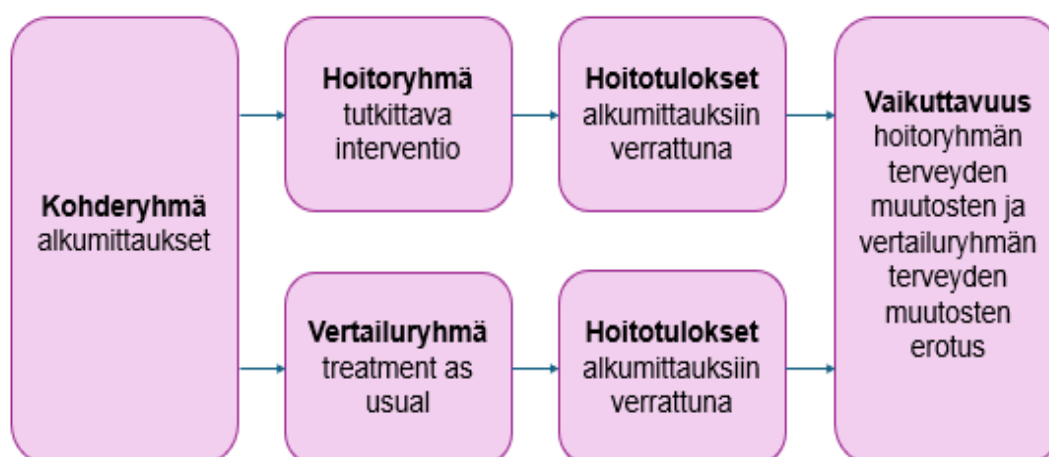 Kohderyhmä
alkumittaukset
Hoitoryhmä
tutkittava
interventio
Hoitotulokset
alkumittauksiin
verrattuna
Vertailuryhmä
treatment as
usual
Hoitotulokset
alkumittauksiin
verrattuna
Vaikuttavuus
hoitoryhmän
terveyden
muutosten ja
vertailuryhmän
terveyden
muutosten
erotus